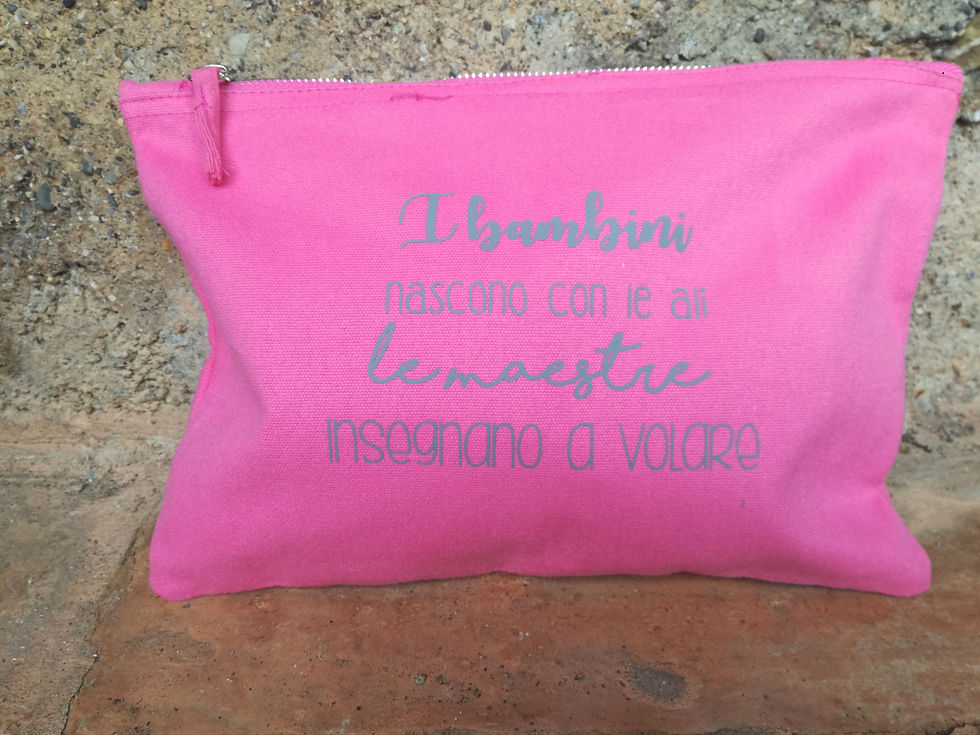 I bambini
nascono con le ali
le maestre
insegnano a volare